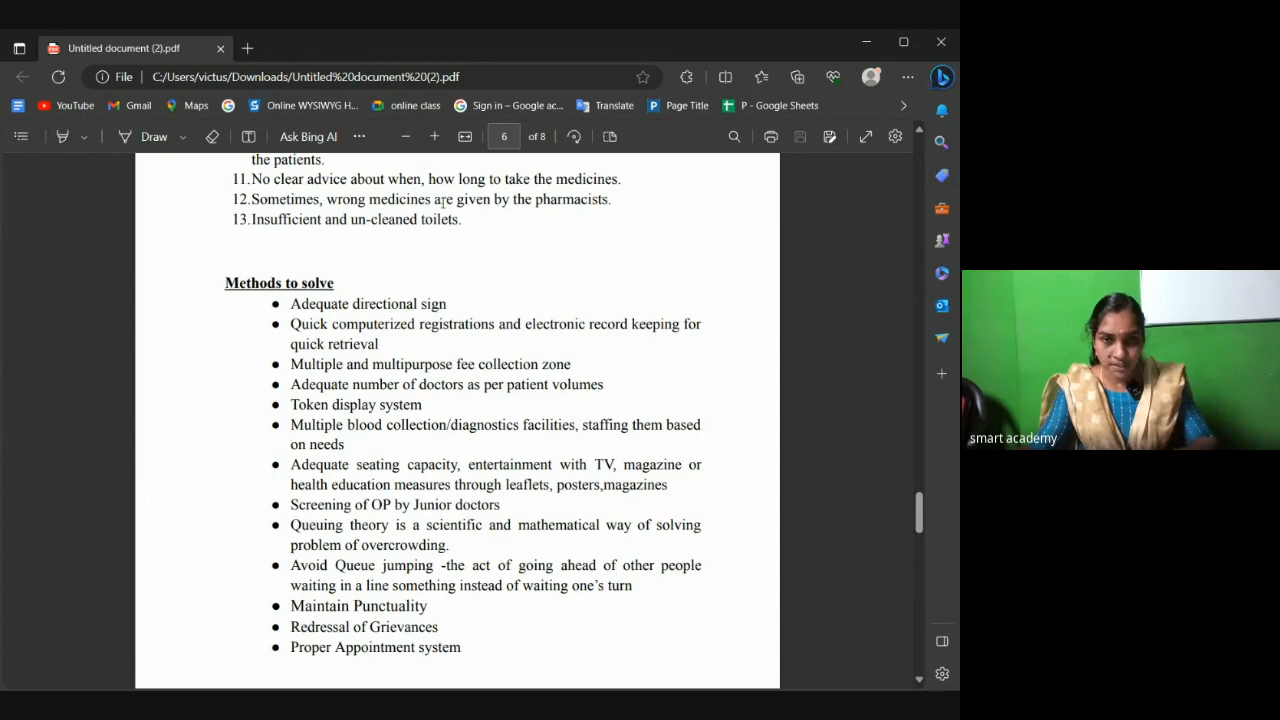 Untitled document (2).pdf
File
C:/Users/victus/Downloads/Untitled%20document%20(2).pdf
YouTube
Gmail
Maps
Online WYSIWYG H...
online class
Sign in – Google ac...
Translate
Page Title
P - Google Sheets
Draw
Ask Bing AI
6 of 8
the patients.
11.No clear advice about when, how long to take the medicines.
12.Sometimes, wrong medicines are given by the pharmacists.
13.Insufficient and un-cleaned toilets.
Methods to solve
● Adequate directional sign
● Quick computerized registrations and electronic record keeping for
quick retrieval
● Multiple and multipurpose fee collection zone
● Adequate number of doctors as per patient volumes
● Token display system
● Multiple blood collection/diagnostics facilities, staffing them based
on needs
● Adequate seating capacity, entertainment with TV, magazine or
health education measures through leaflets, posters,magazines
● Screening of OP by Junior doctors
● Queuing theory is a scientific and mathematical way of solving
problem of overcrowding.
● Avoid Queue jumping -the act of going ahead of other people
waiting in a line something instead of waiting one’s turn
● Maintain Punctuality
● Redressal of Grievances
● Proper Appointment system
smart academy